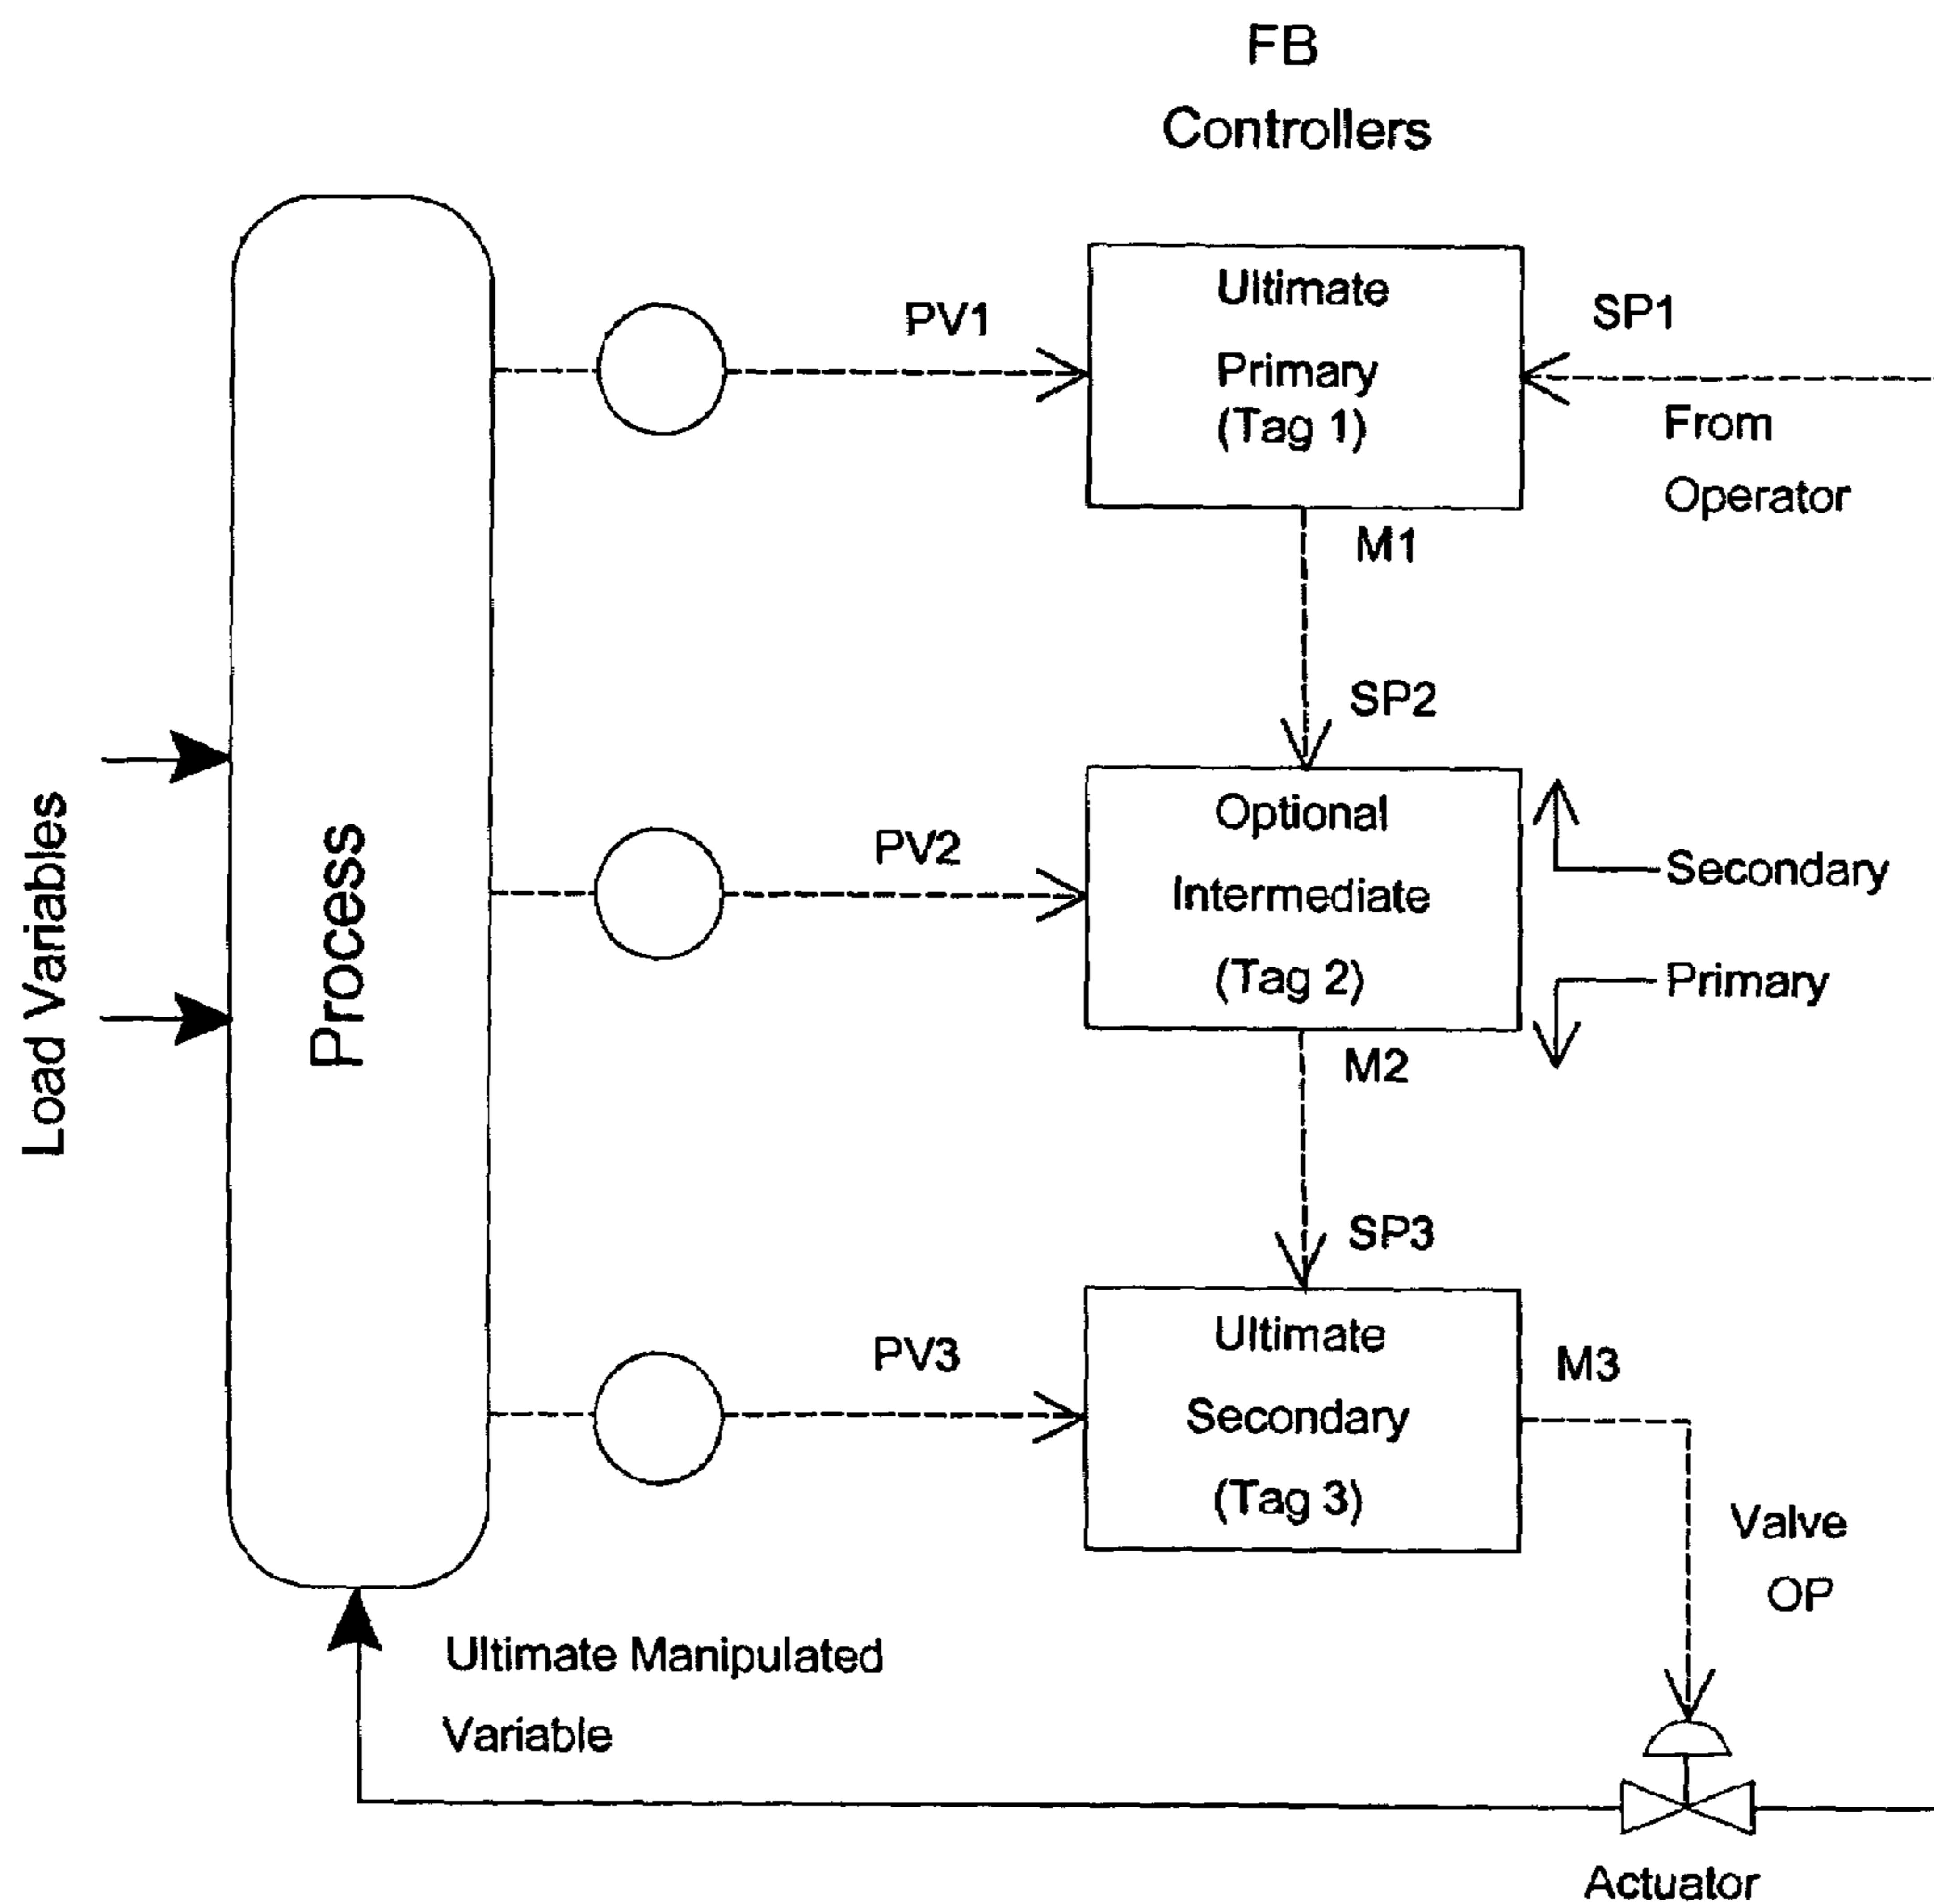 FB
Controllers
Ultimate
Primary
(Tag 1)
PV1
SP1
From
Operator
M1
SP2
Load Variables
Process
PV2
Optional
Intermediate
(Tag 2)
Secondary
Primary
M2
SP3
PV3
Ultimate
Secondary
(Tag 3)
M3
Valve
OP
Ultimate Manipulated
Variable
Actuator